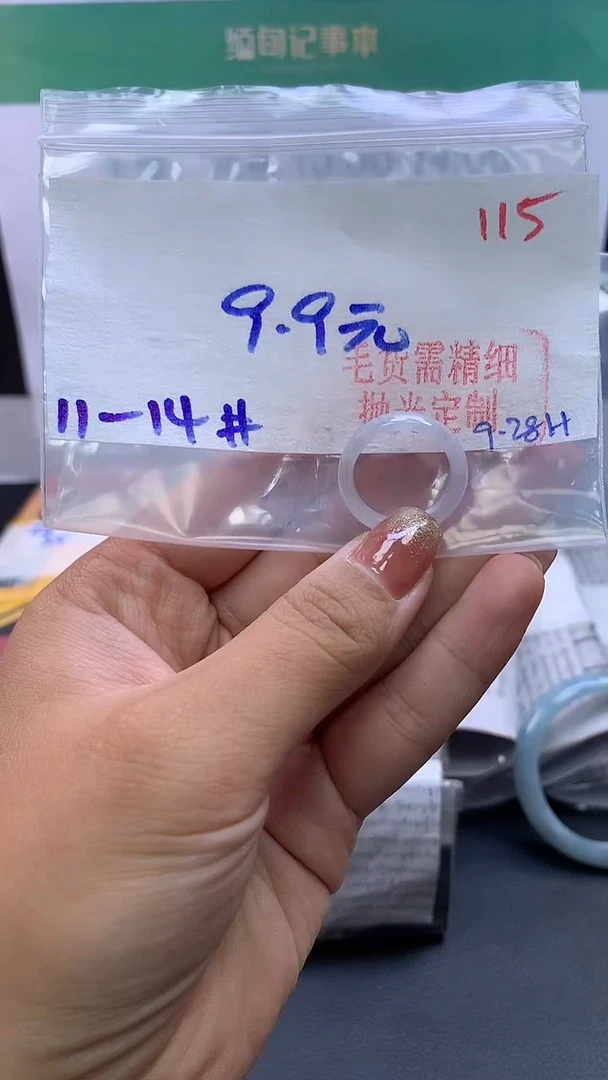 缅甸记事本
115
9.9元
毛货需精细
抛光定制
11-14#
9-28H